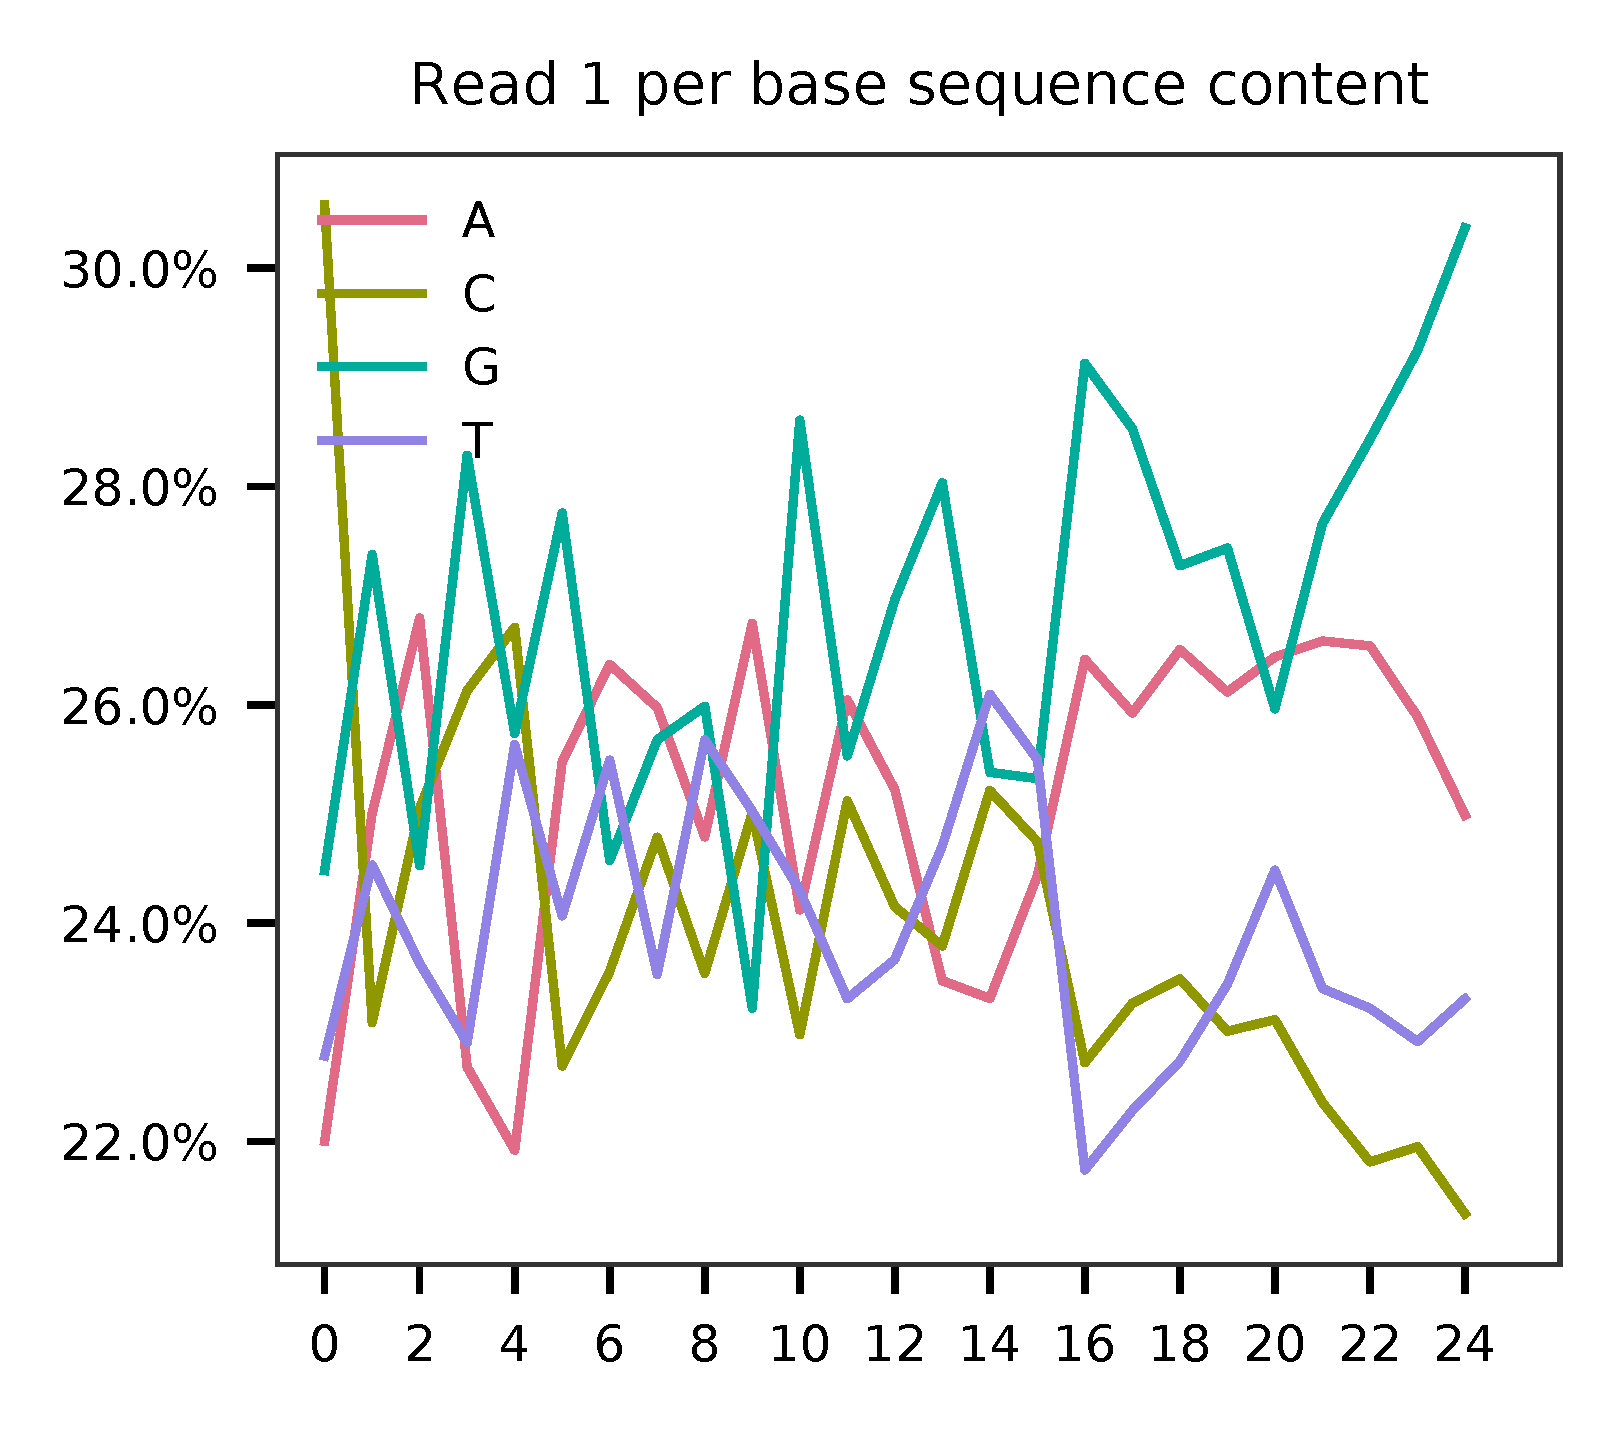 Read 1 per base sequence content
A
C
G
T
30.0%
28.0%
26.0%
24.0%
22.0%
0 2 4 6 8 10 12 14 16 18 20 22 24